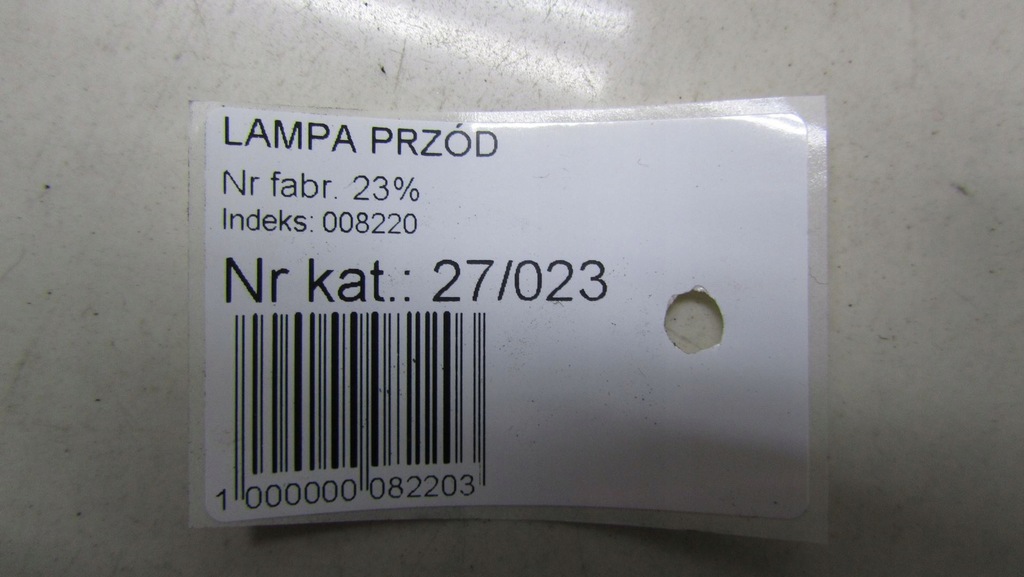 LAMPA PRZÓD
Nr fabr. 23%
Indeks: 008220
Nr kat.: 27/023
1 000000 082203